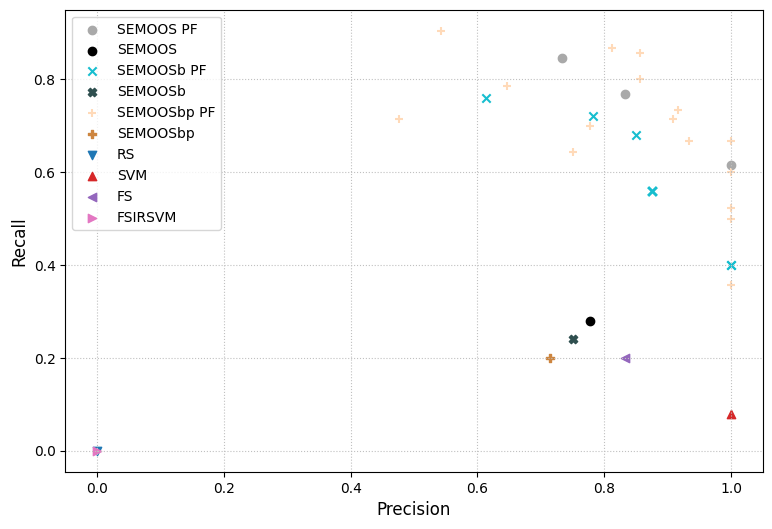 SEMOOS PF
SEMOOS
SEMOOSb PF
SEMOOSb
SEMOOSbp PF
SEMOOSbp
RS
SVM
FS
FSIRSVM
Recall
0.8
0.6
0.4
0.2
0.0
0.0 0.2 0.4 0.6 0.8 1.0
Precision